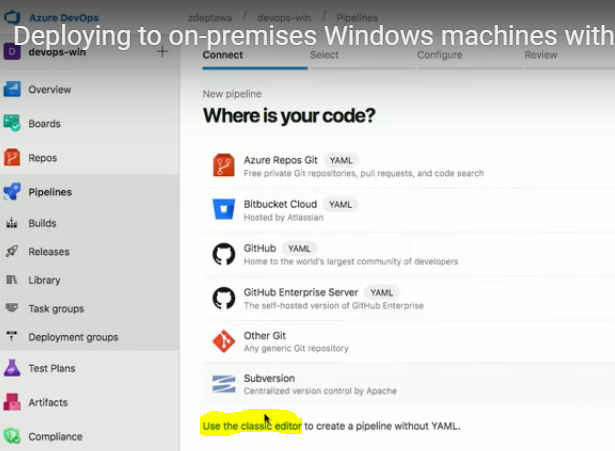 Azure DevOps
zdeptawa / devops-win / Pipelines
Deploying to on-premises Windows machines with
D devops-win +
Connect Select Configure Review
Overview
Boards
Repos
Pipelines
Builds
Releases
Library
Task groups
Deployment groups
Test Plans
Artifacts
Compliance
New pipeline
Where is your code?
Azure Repos Git YAML
Free private Git repositories, pull requests, and code search
Bitbucket Cloud YAML
Hosted by Atlassian
GitHub YAML
Home to the world's largest community of developers
GitHub Enterprise Server YAML
The self-hosted version of GitHub Enterprise
Other Git
Any generic Git repository
Subversion
Centralized version control by Apache
Use the classic editor to create a pipeline without YAML.